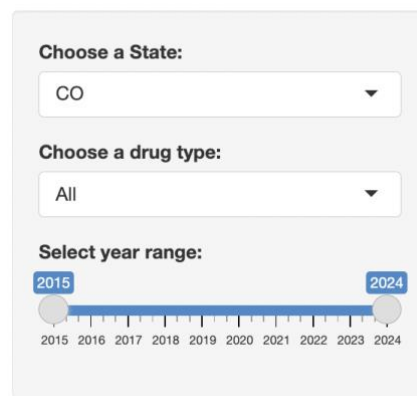 Choose a State:
CO
Choose a drug type:
All
Select year range:
2015 2024
2015 2016 2017 2018 2019 2020 2021 2022 2023 2024